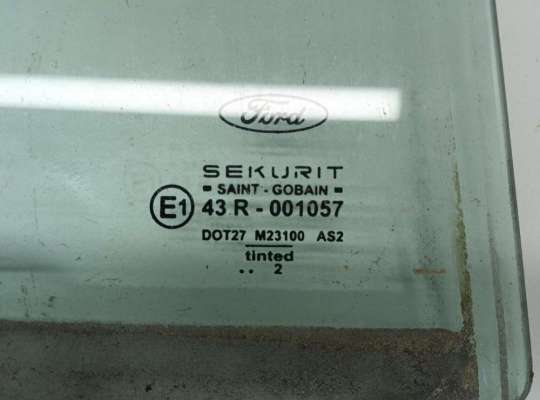 Ford
SEKURIT
SAINT - GOBAIN
E1 43 R - 001057
DOT27 M23100 AS2
tinted
.. 2